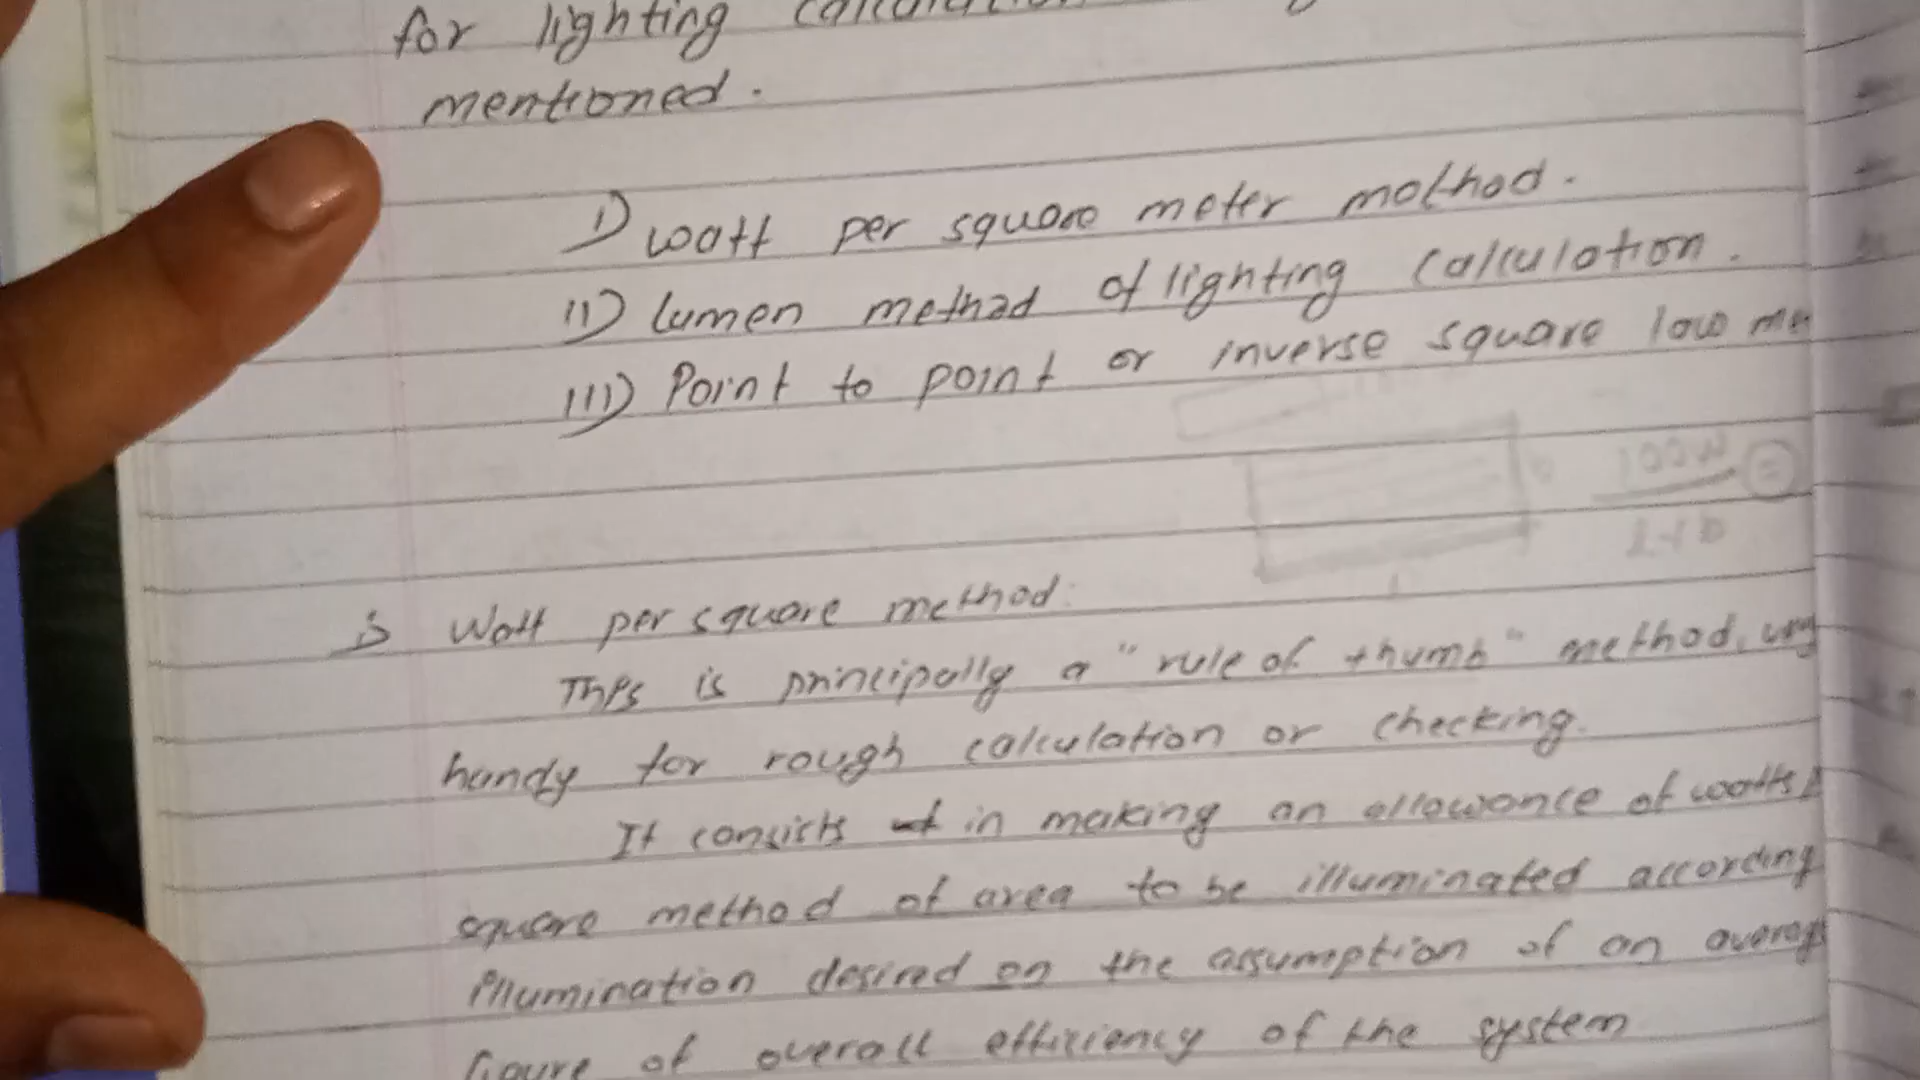 for lighting
mentioned.
I) watt per square meter method.
II) lumen method of lighting calculation.
III) Point to point or inverse square law
i) Watt per square method:
This is principally a "rule of thumb" method,
handy for rough calculation or checking.
It consists in making an allowance of watts
square method of area to be illuminated according
illumination desired on the assumption of an average
figure of overall efficiency of the system